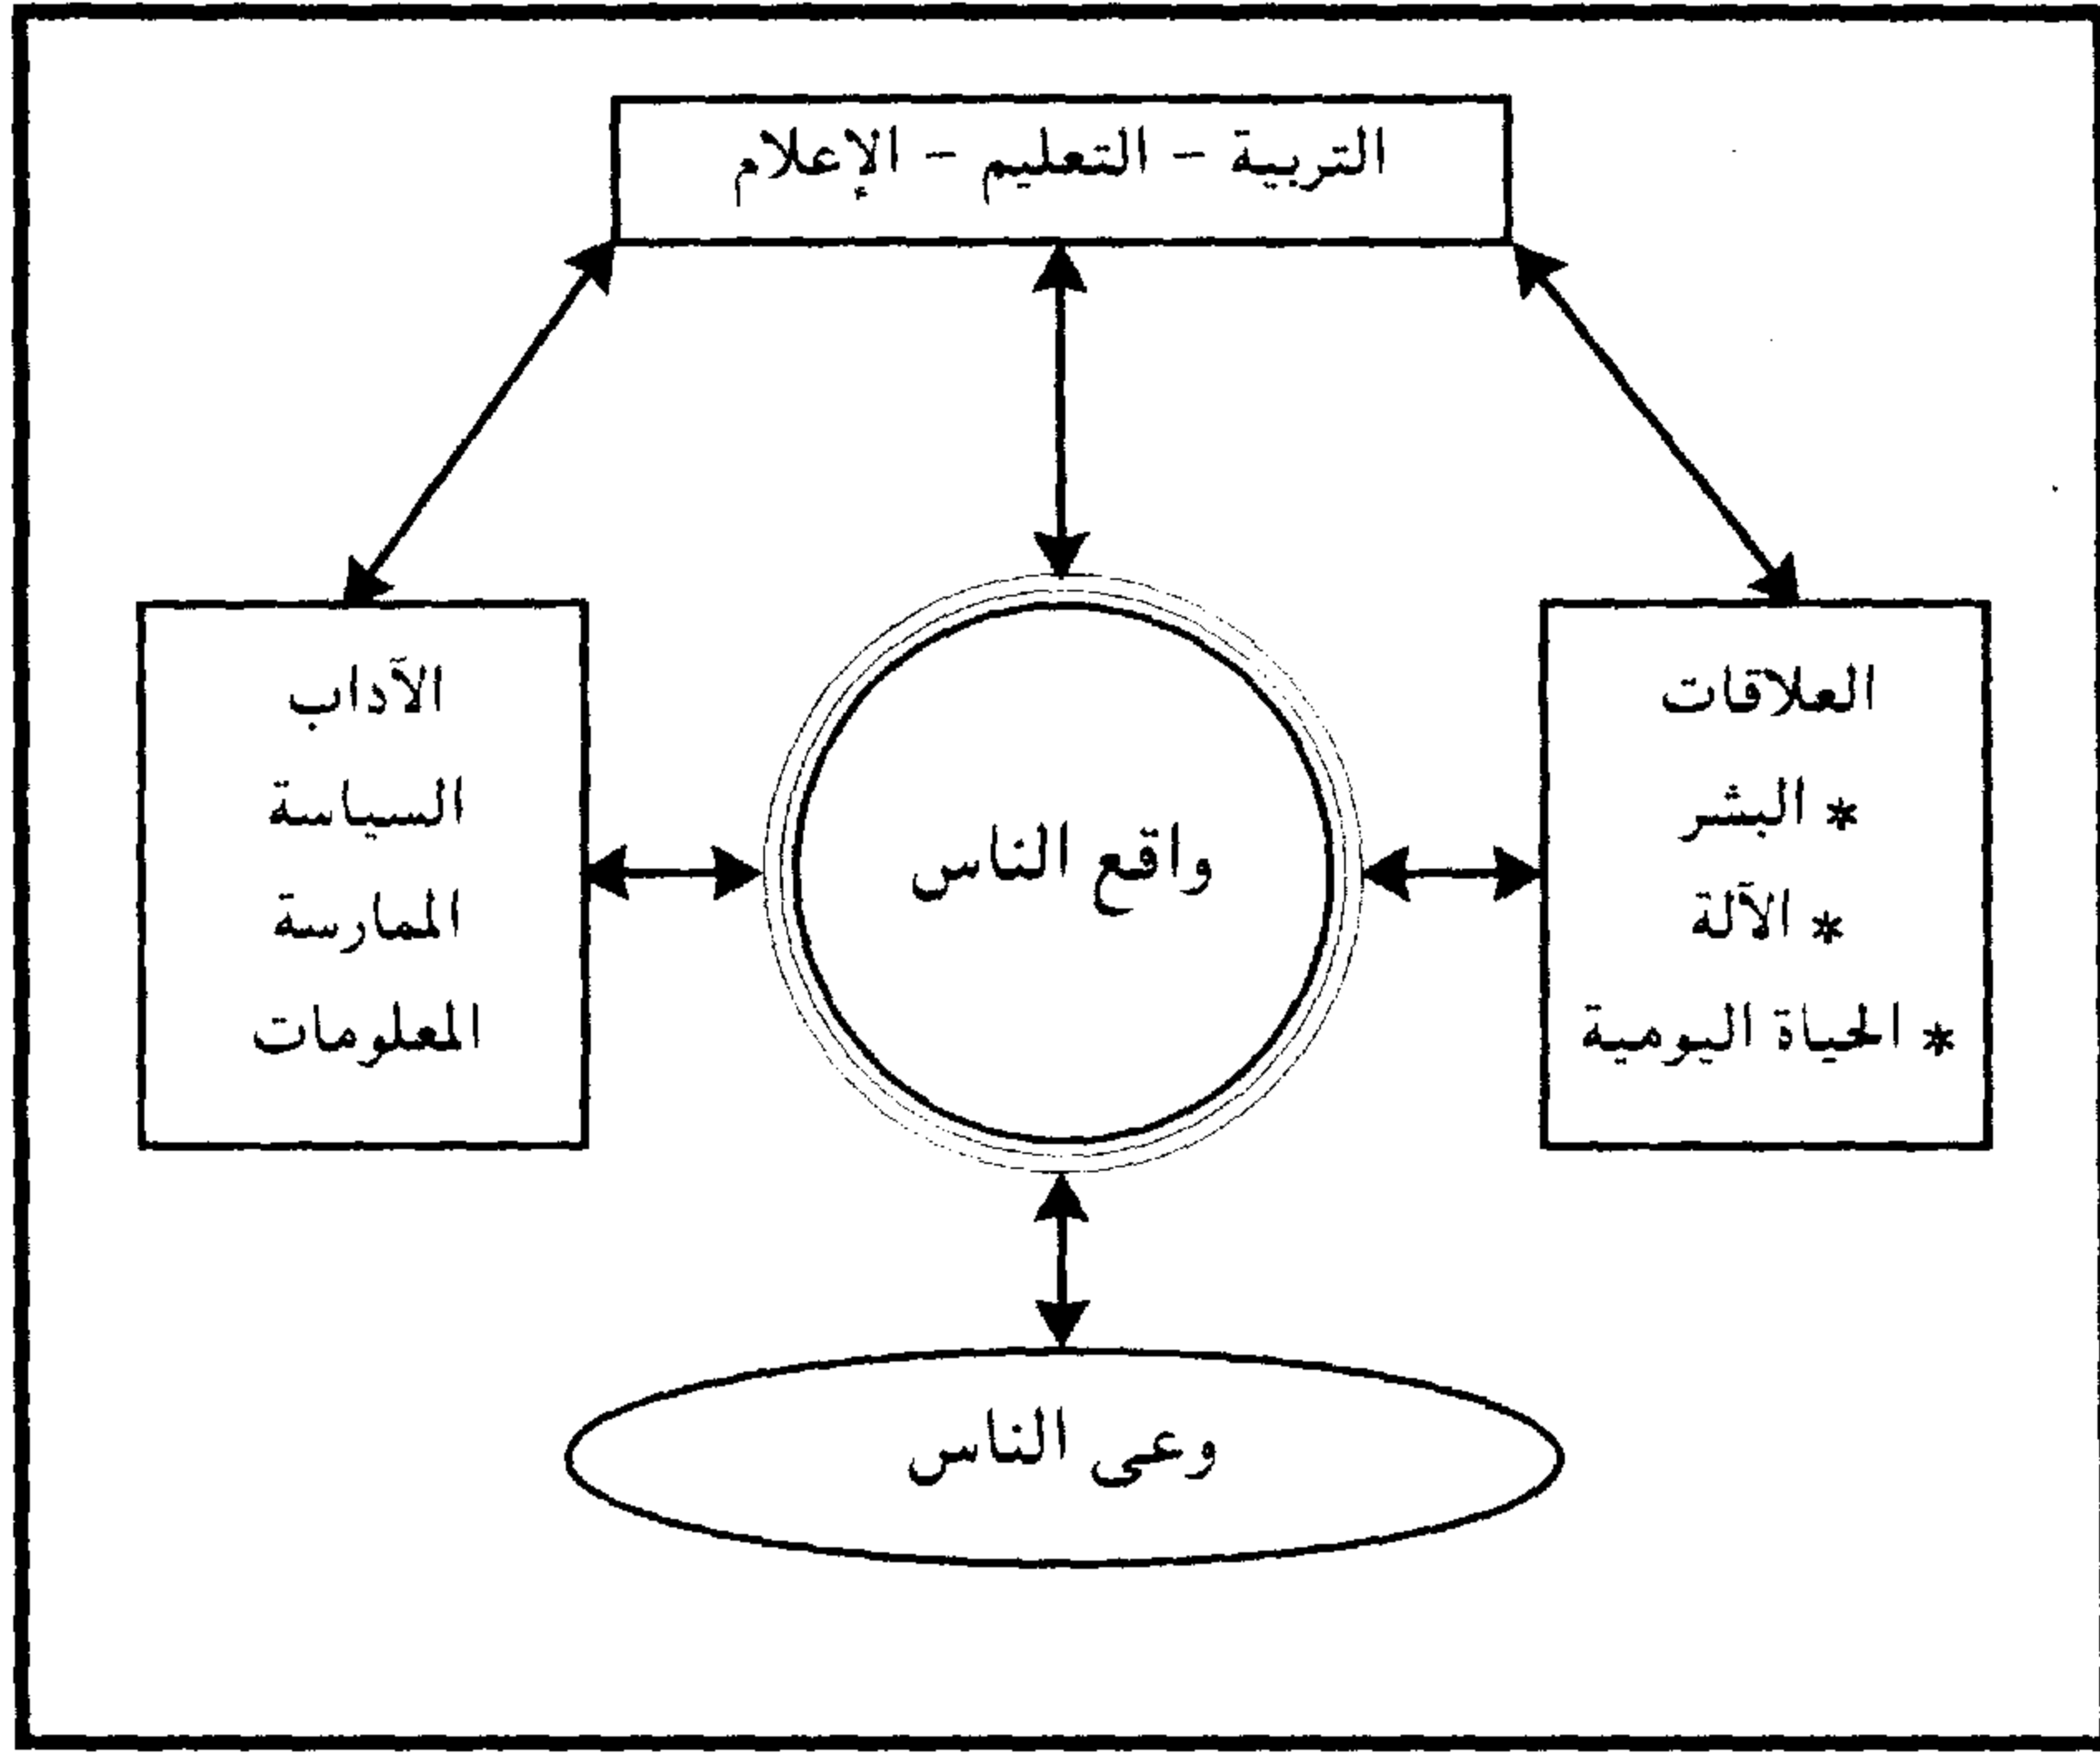 التربية – التعليم – الإعلام
العلاقات
* البشر
* الآلة
* الحياة اليومية
واقع الناس
الآداب
السياسة
الممارسة
المعلومات
وعى الناس